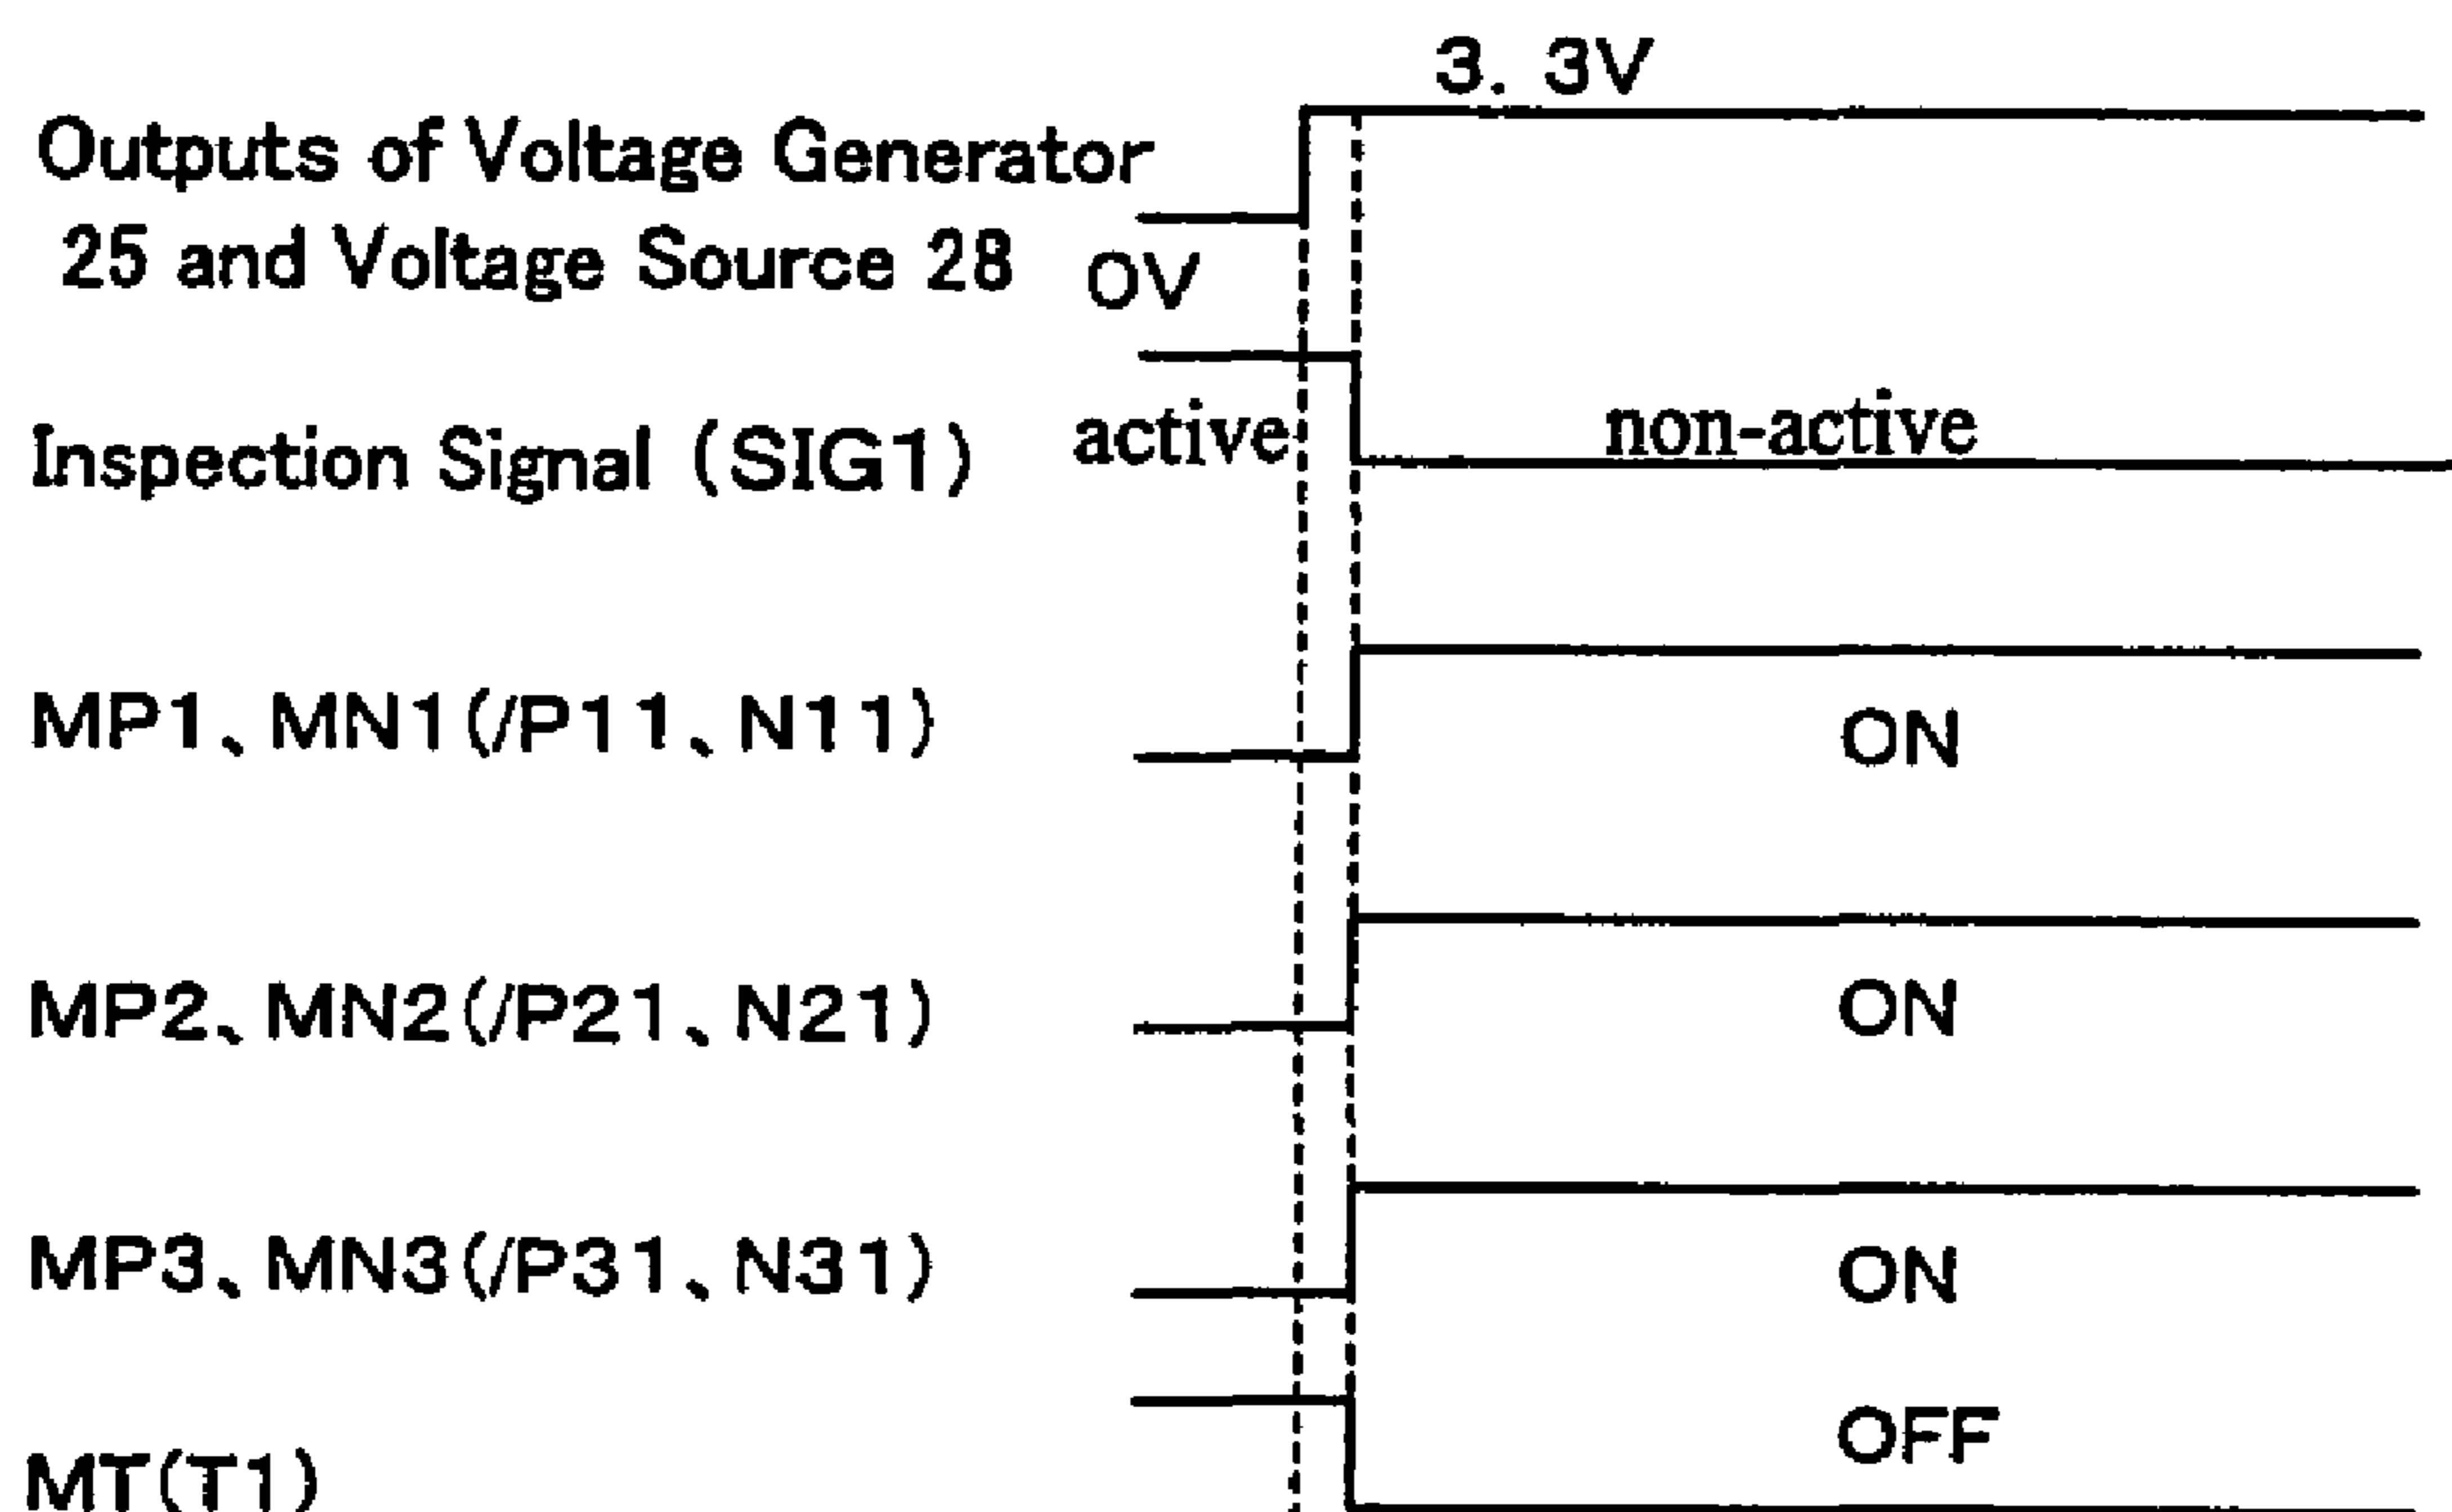 3. 3V
Outputs of Voltage Generator
25 and Voltage Source 28
0V
Inspection Signal (SIG1)
active
non-active
MP1、MN1(/P11、N11)
ON
MP2、MN2(/P21、N21)
ON
MP3、MN3(/P31、N31)
ON
OFF
MT(T1)